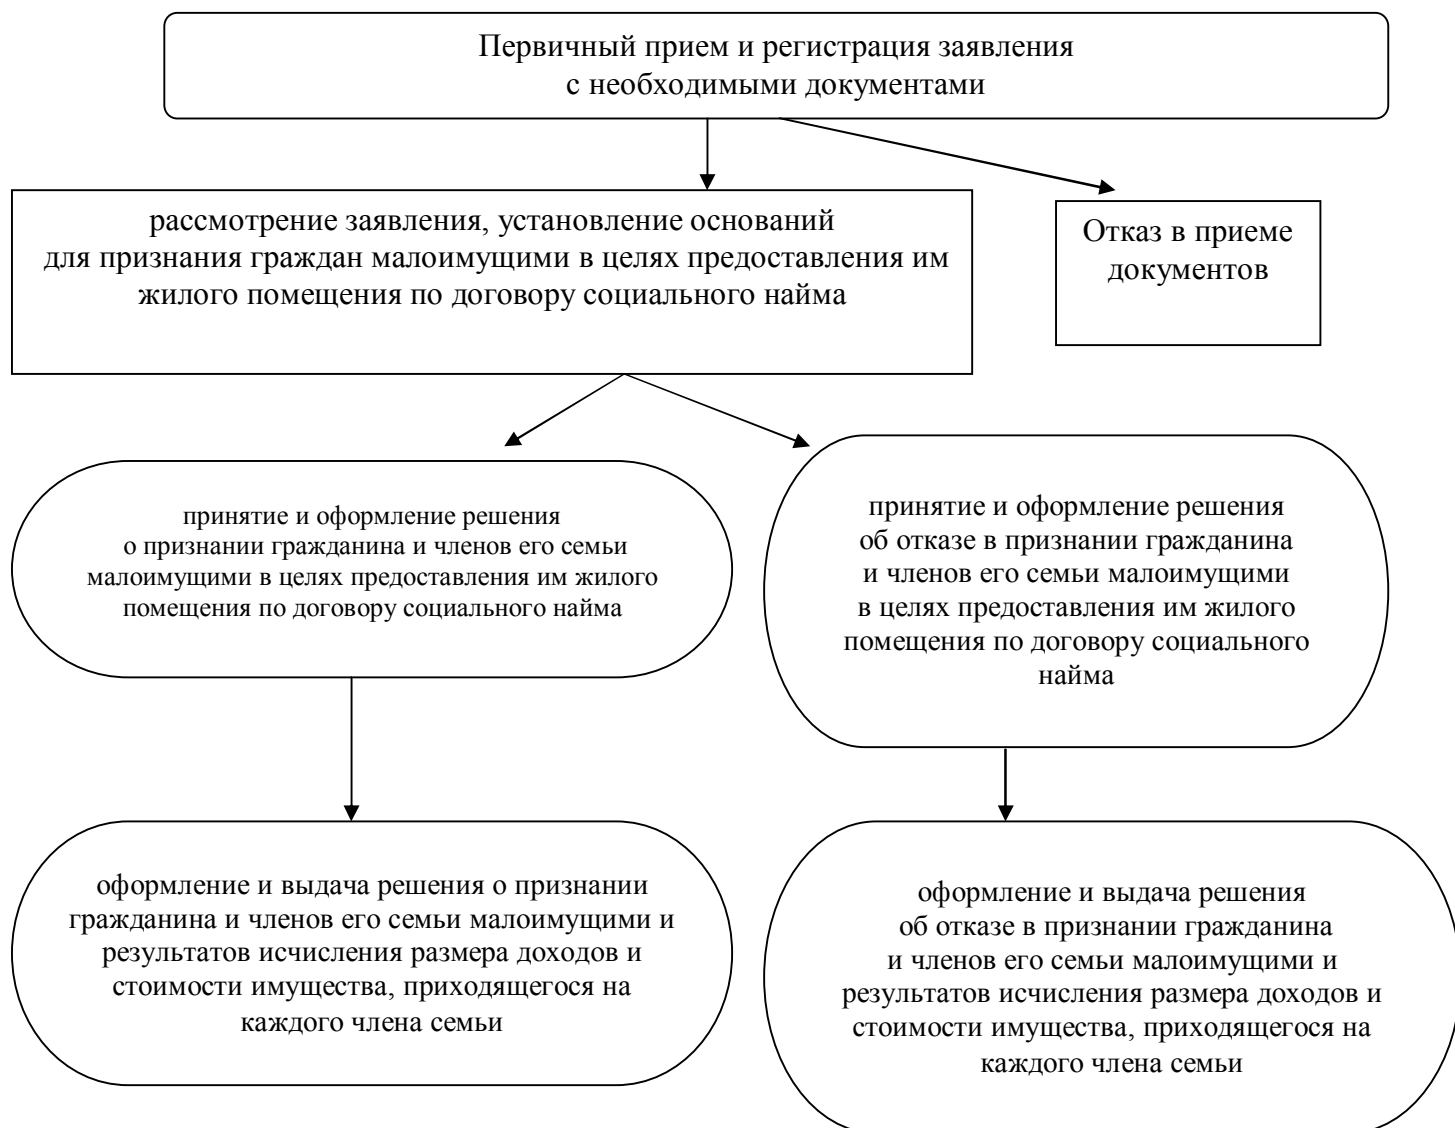 Первичный прием и регистрация заявления
с необходимыми документами
рассмотрение заявления, установление оснований
для признания граждан малоимущими в целях предоставления им
жилого помещения по договору социального найма
Отказ в приеме
документов
принятие и оформление решения
о признании гражданина и членов его семьи
малоимущими в целях предоставления им жилого
помещения по договору социального найма
принятие и оформление решения
об отказе в признании гражданина
и членов его семьи малоимущими
в целях предоставления им жилого
помещения по договору социального
найма
оформление и выдача решения о признании
гражданина и членов его семьи малоимущими и
результатов исчисления размера доходов и
стоимости имущества, приходящегося на
каждого члена семьи
оформление и выдача решения
об отказе в признании гражданина
и членов его семьи малоимущими и
результатов исчисления размера доходов и
стоимости имущества, приходящегося на
каждого члена семьи